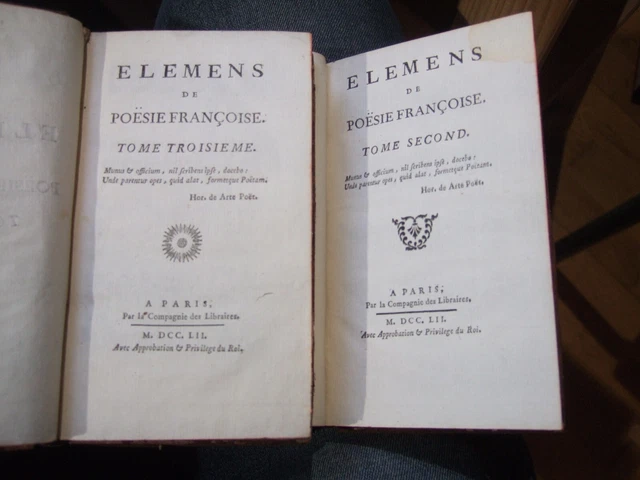 ELEMENS
DE
POËSIE FRANÇOISE.
TOME TROISIEME.
Munus & officium, nil scribens ipse, docebo:
Unde parentur opes, quid alat, formetque Poëtam.
Hor. de Arte Poët.
A PARIS,
Par la Compagnie des Libraires.
M. DCC. LII.
Avec Approbation & Privilege du Roi.
ELEMENS
DE
POËSIE FRANÇOISE.
TOME SECOND.
Munus & officium, nil scribens ipse, docebo:
Unde parentur opes, quid alat, formetque Poëtam.
Hor. de Arte Poët.
A PARIS,
Par la Compagnie des Libraires.
M. DCC. LII.
Avec Approbation & Privilege du Roi.